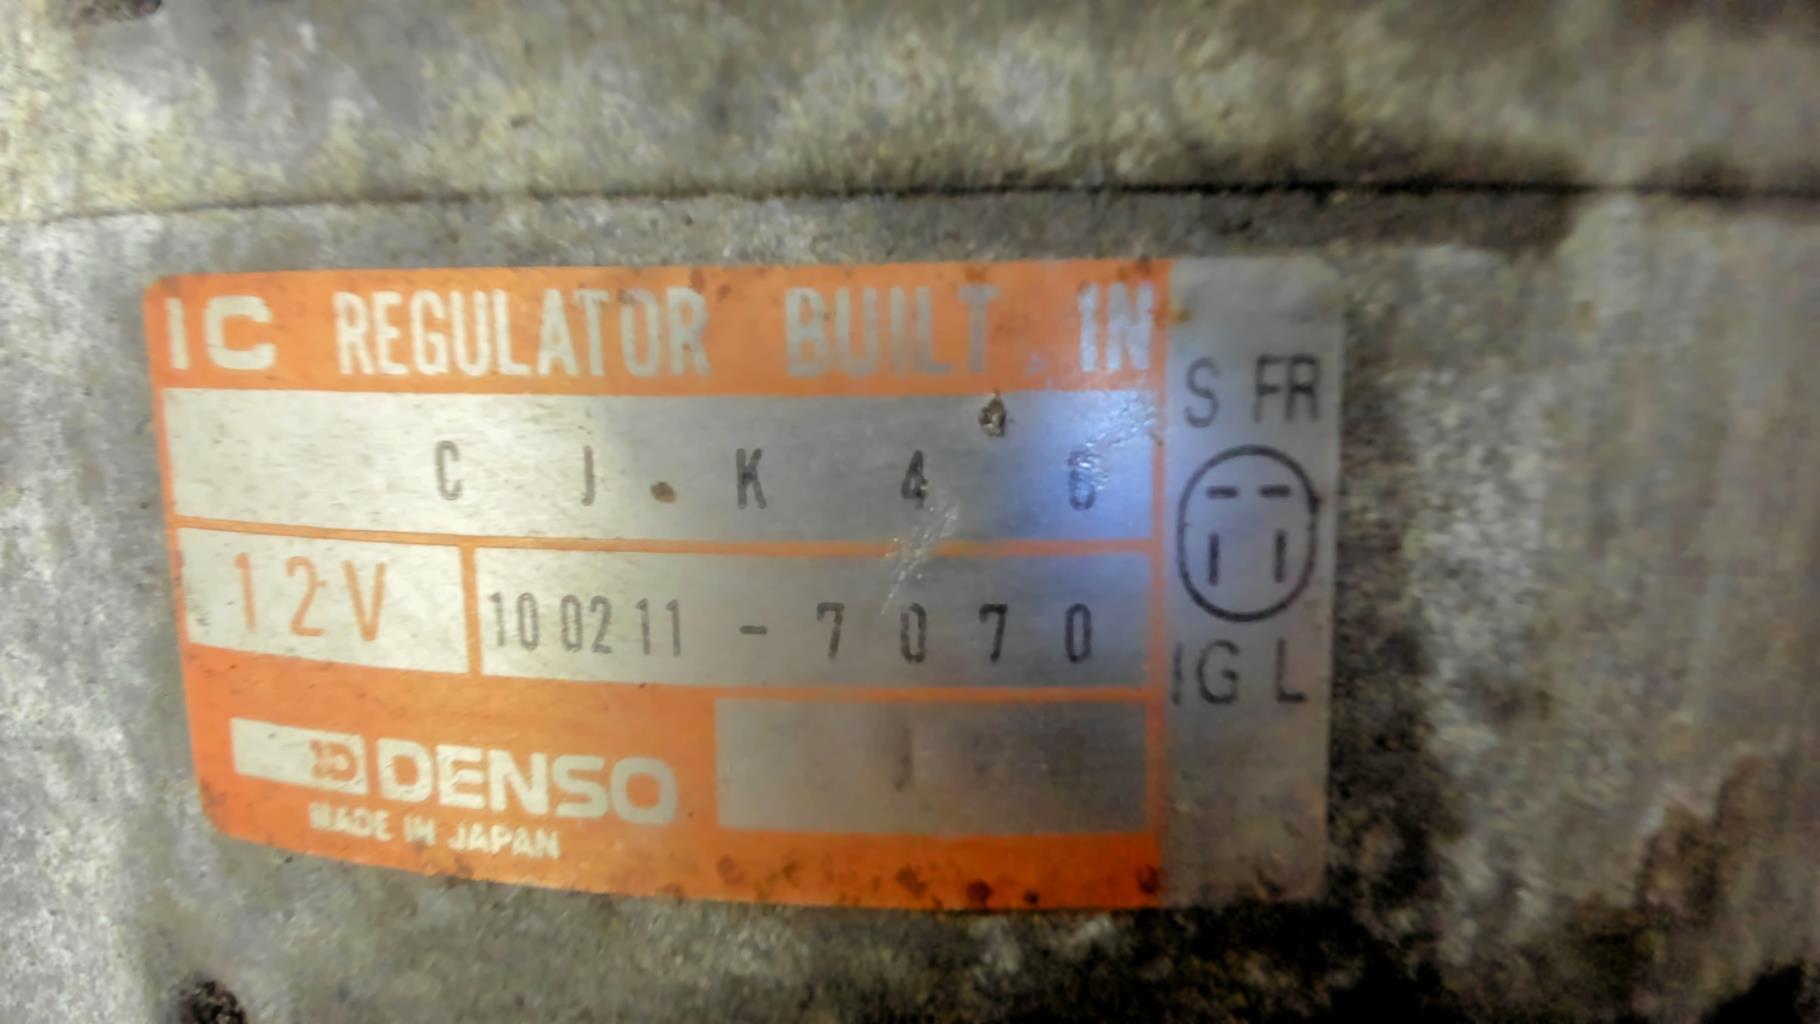 IC REGULATOR BUILT IN
S FR
C J K 4 6
12V
100211-7070
IG L
DENSO
MADE IN JAPAN